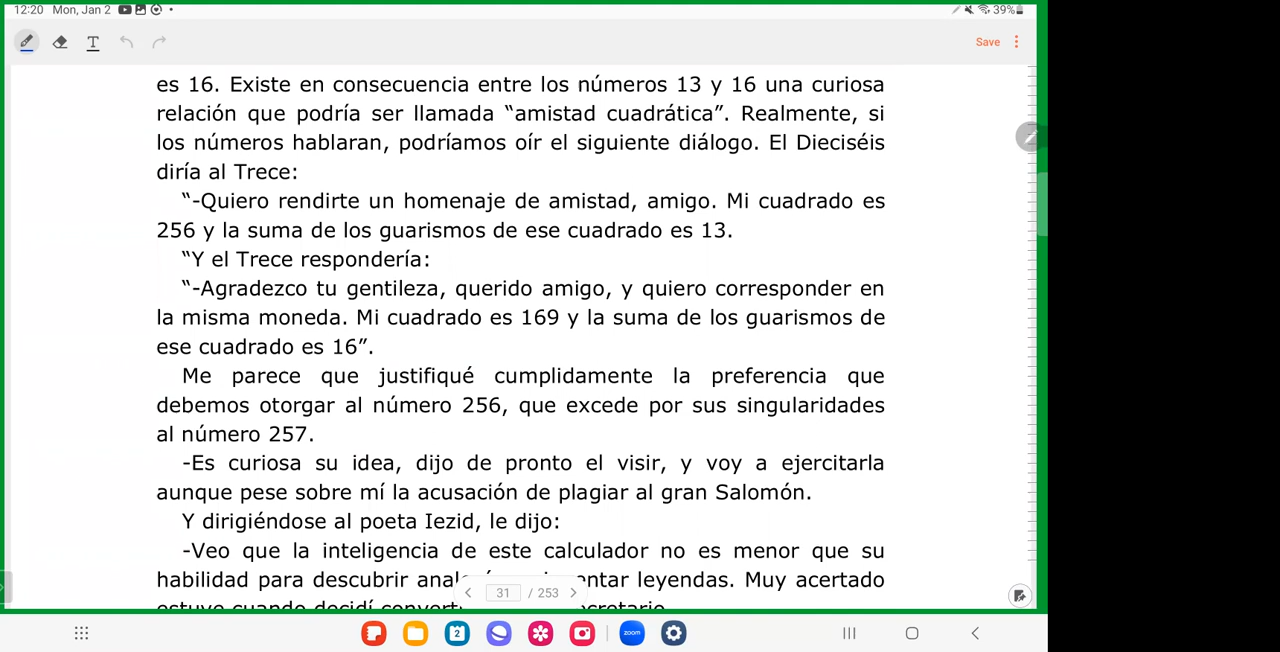 12:20 Mon, Jan 2
39%
T
Save
es 16. Existe en consecuencia entre los números 13 y 16 una curiosa
relación que podría ser llamada “amistad cuadrática”. Realmente, si
los números hablaran, podríamos oír el siguiente diálogo. El Dieciséis
diría al Trece:
“-Quiero rendirte un homenaje de amistad, amigo. Mi cuadrado es
256 y la suma de los guarismos de ese cuadrado es 13.
“Y el Trece respondería:
“-Agradezco tu gentileza, querido amigo, y quiero corresponder en
la misma moneda. Mi cuadrado es 169 y la suma de los guarismos de
ese cuadrado es 16”.
Me parece que justifiqué cumplidamente la preferencia que
debemos otorgar al número 256, que excede por sus singularidades
al número 257.
-Es curiosa su idea, dijo de pronto el visir, y voy a ejercitarla
aunque pese sobre mí la acusación de plagiar al gran Salomón.
Y dirigiéndose al poeta Iezid, le dijo:
-Veo que la inteligencia de este calculador no es menor que su
habilidad para descubrir leyendas. Muy acertado
estuve cuando decidí
31 / 253
2
zoom